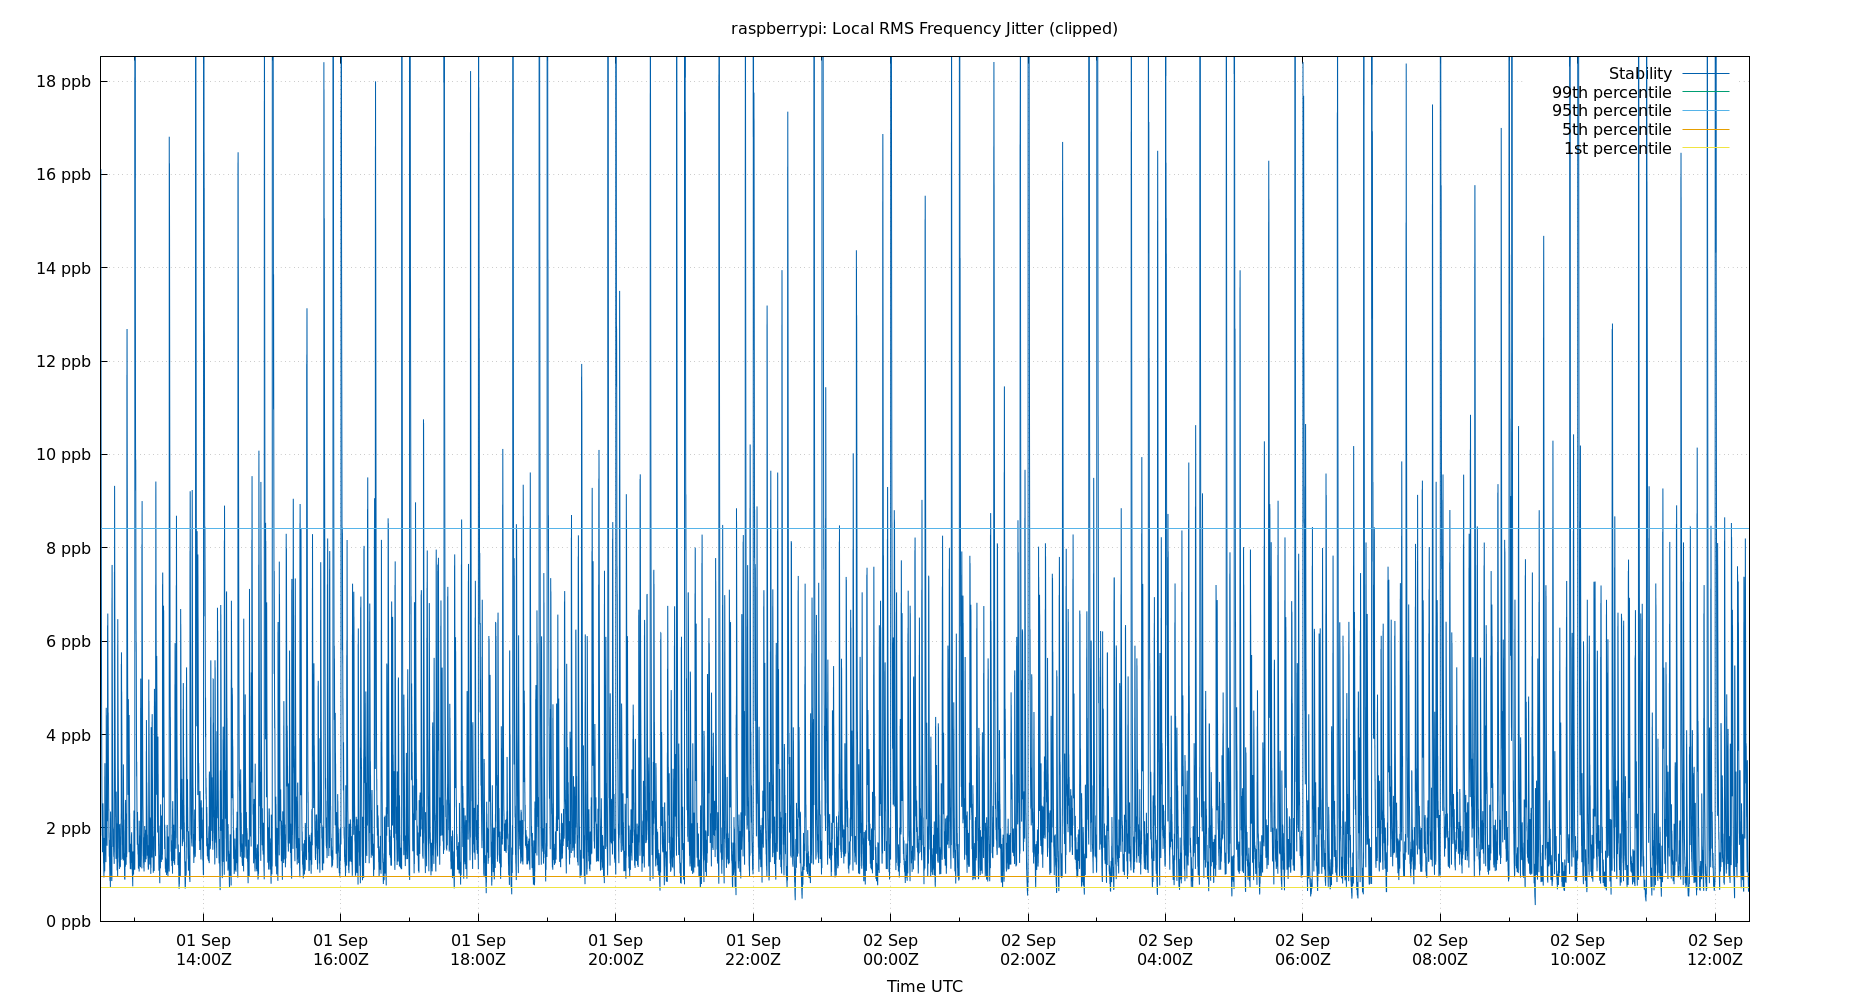 raspberrypi: Local RMS Frequency Jitter (clipped)
18 ppb
16 ppb
14 ppb
12 ppb
10 ppb
8 ppb
6 ppb
4 ppb
2 ppb
0 ppb
Stability
99th percentile
95th percentile
5th percentile
1st percentile
01 Sep 01 Sep 01 Sep 01 Sep 01 Sep 02 Sep 02 Sep 02 Sep 02 Sep 02 Sep 02 Sep 02 Sep
14:00Z 16:00Z 18:00Z 20:00Z 22:00Z 00:00Z 02:00Z 04:00Z 06:00Z 08:00Z 10:00Z 12:00Z
Time UTC